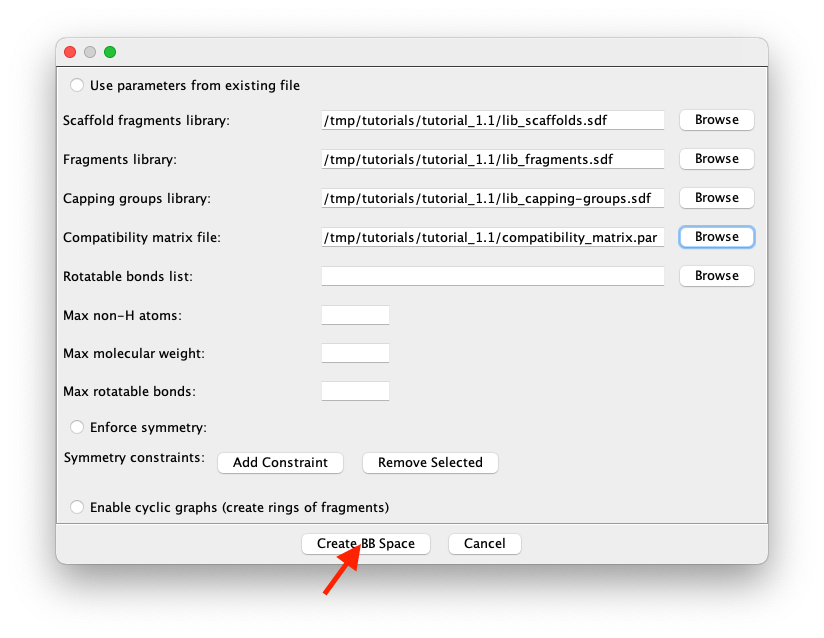 Use parameters from existing file
Scaffold fragments library: /tmp/tutorials/tutorial_1.1/lib_scaffolds.sdf Browse
Fragments library: /tmp/tutorials/tutorial_1.1/lib_fragments.sdf Browse
Capping groups library: /tmp/tutorials/tutorial_1.1/lib_capping-groups.sdf Browse
Compatibility matrix file: /tmp/tutorials/tutorial_1.1/compatibility_matrix.par Browse
Rotatable bonds list: Browse
Max non-H atoms:
Max molecular weight:
Max rotatable bonds:
Enforce symmetry:
Symmetry constraints: Add Constraint Remove Selected
Enable cyclic graphs (create rings of fragments)
Create BB Space Cancel